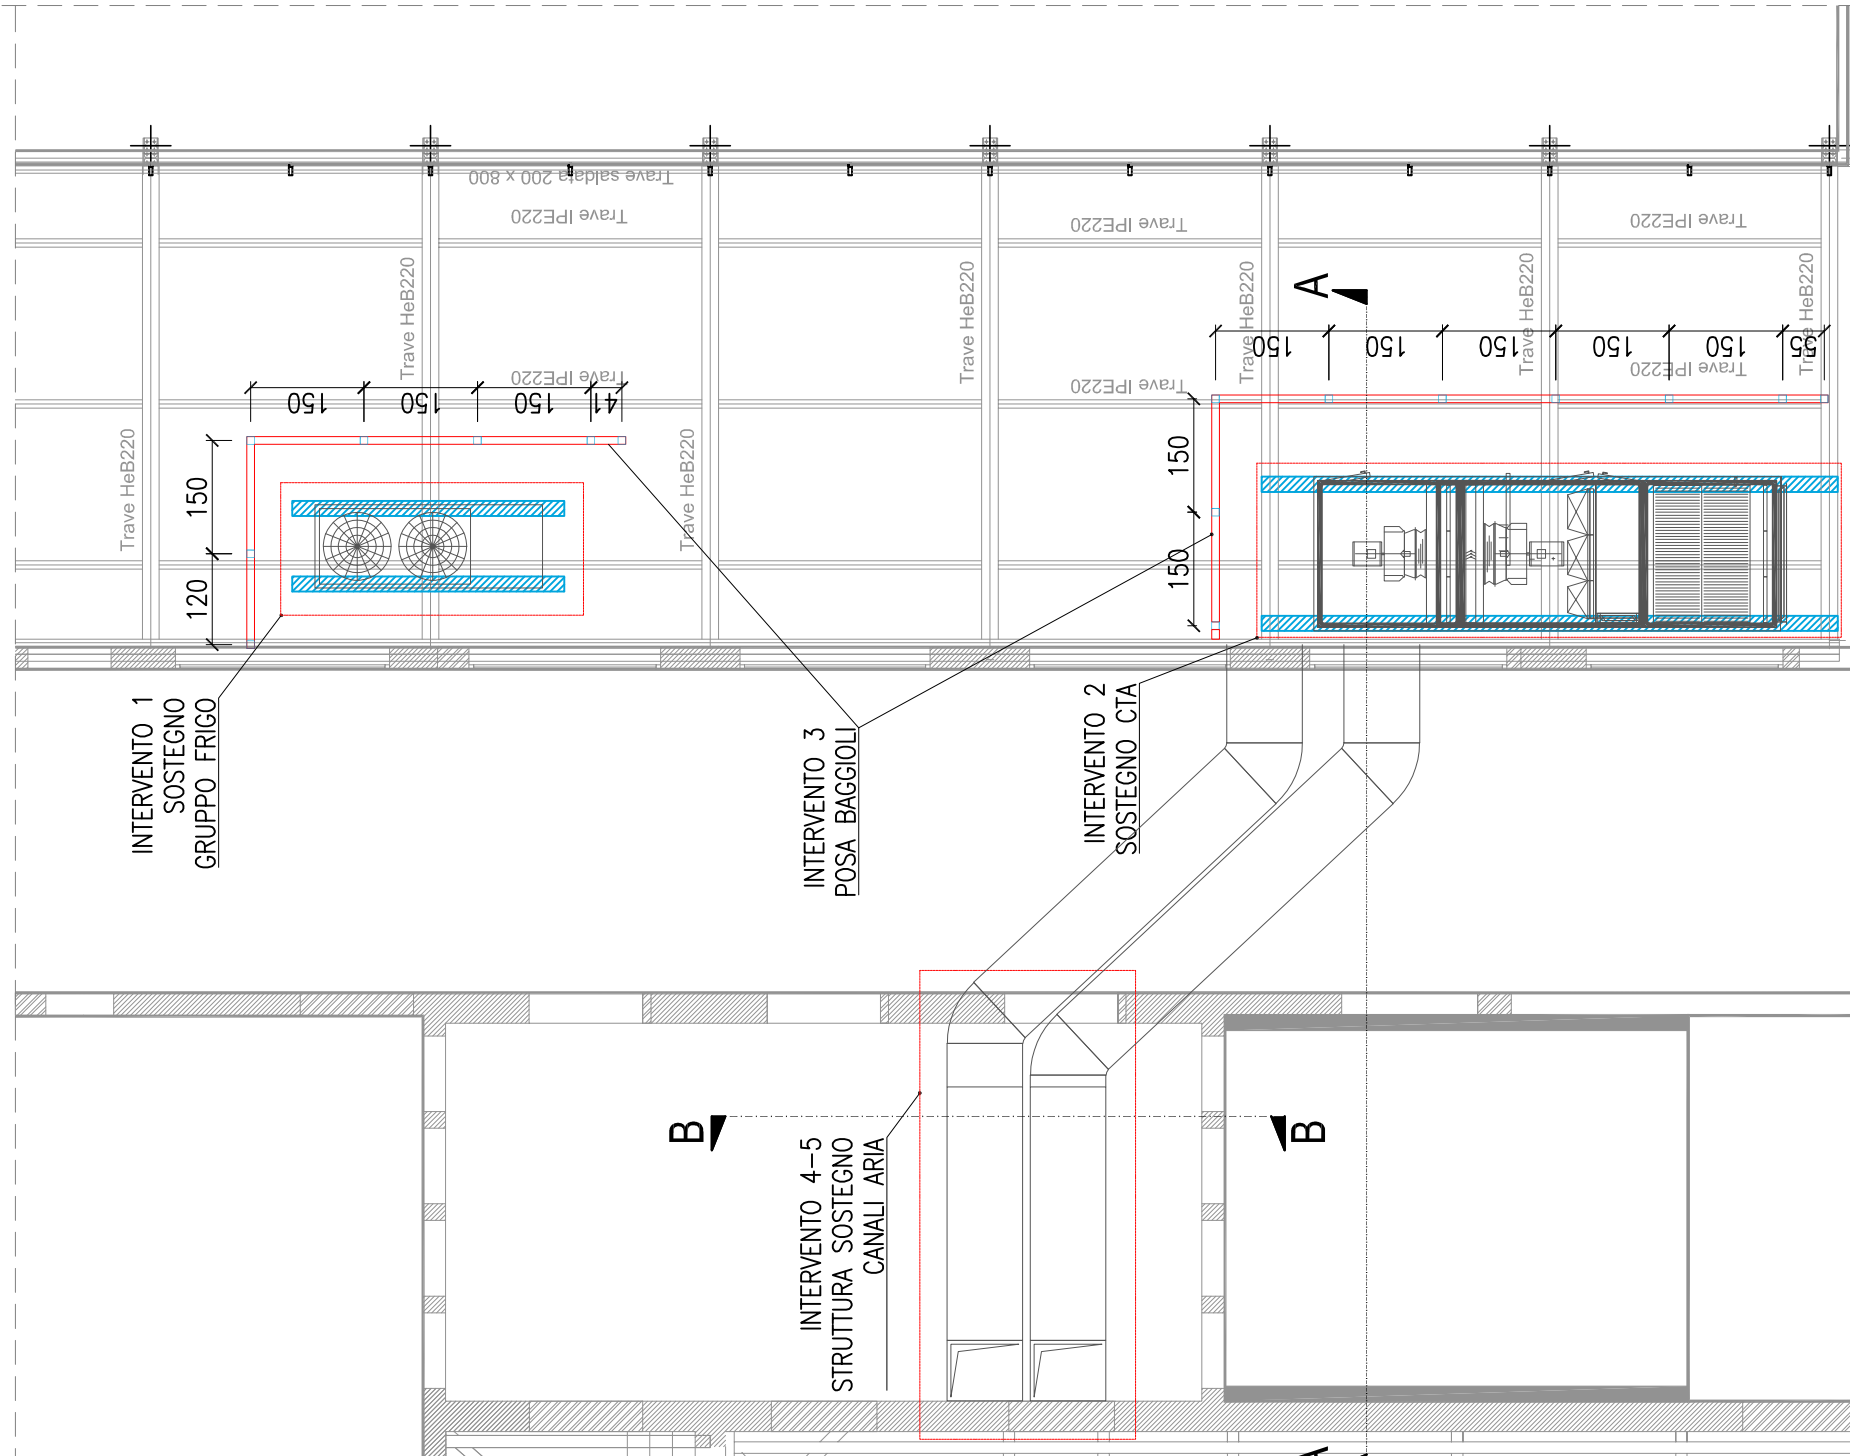 Trave saldata 200 x 800
Trave IPE220
Trave IPE220
Trave IPE220
Trave HeB220
Trave HeB220
Trave HeB220
Trave HeB220
Trave HeB220
Trave IPE220
Trave IPE220
Trave IPE220
Trave HeB220
Trave HeB220
A
150
150
150
41
150
120
150
150
150
150
150
55
150
150
INTERVENTO 1
SOSTEGNO
GRUPPO FRIGO
INTERVENTO 3
POSA BAGGIOLI
INTERVENTO 2
SOSTEGNO CTA
B
B
INTERVENTO 4-5
STRUTTURA SOSTEGNO
CANALI ARIA
A